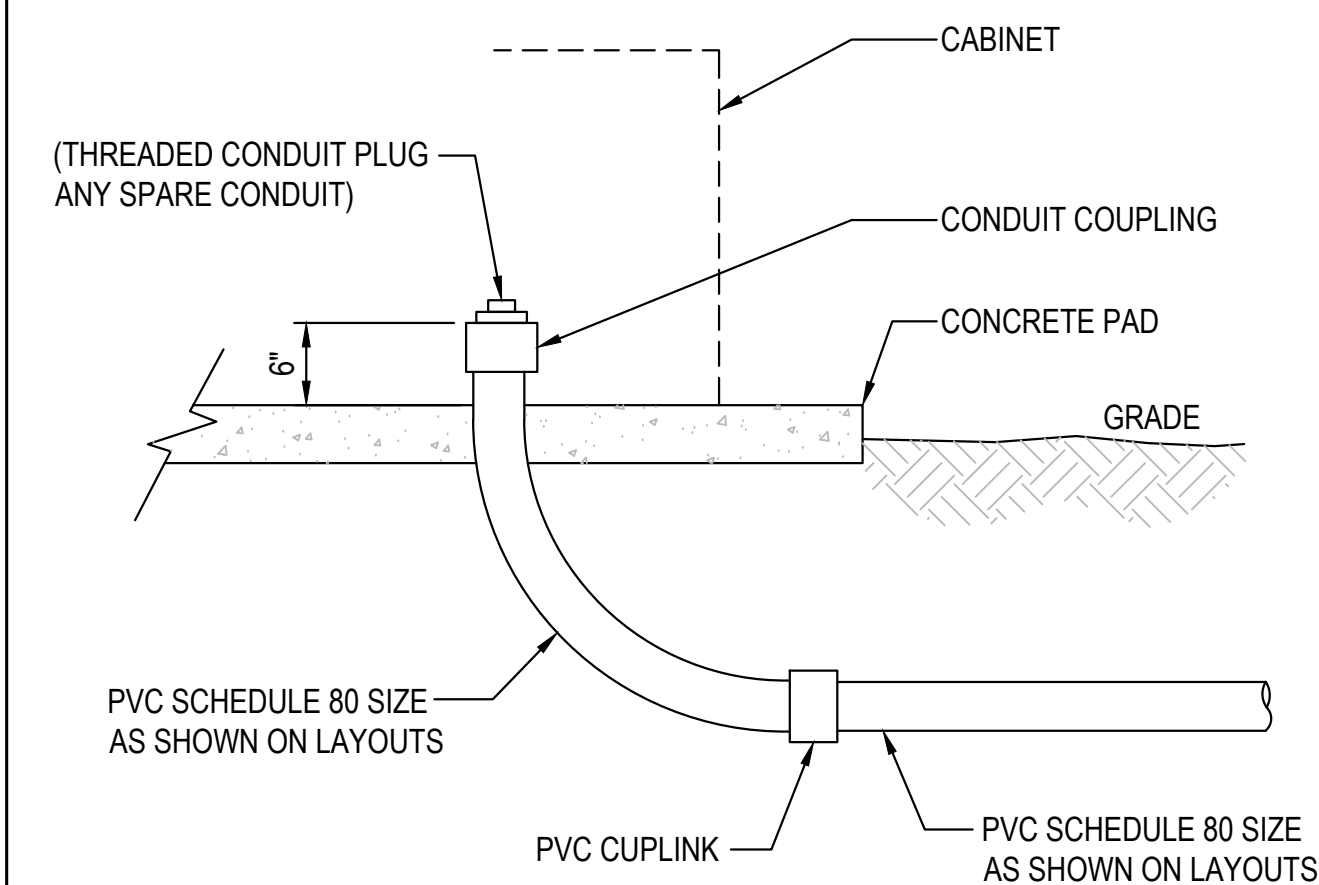 CABINET
(THREADED CONDUIT PLUG
ANY SPARE CONDUIT)
CONDUIT COUPLING
CONCRETE PAD
6"
GRADE
PVC SCHEDULE 80 SIZE
AS SHOWN ON LAYOUTS
PVC CUPLINK
PVC SCHEDULE 80 SIZE
AS SHOWN ON LAYOUTS